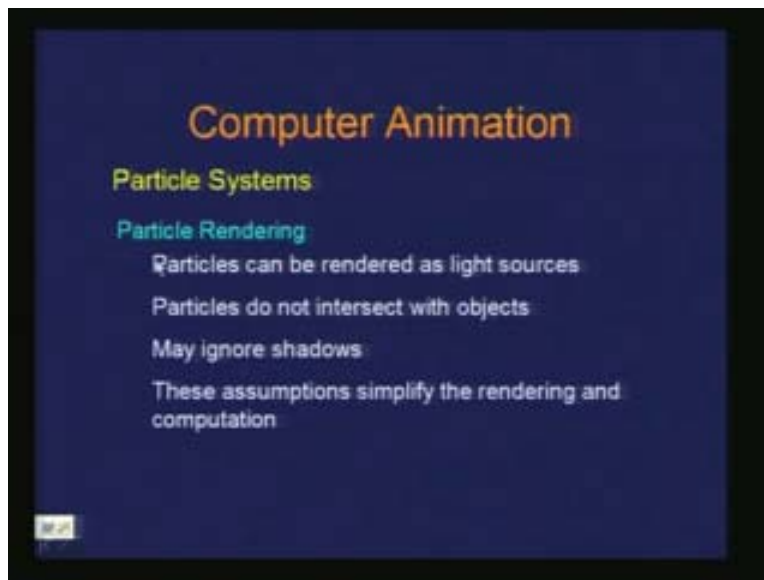 Computer Animation
Particle Systems
Particle Rendering
Particles can be rendered as light sources
Particles do not intersect with objects
May ignore shadows
These assumptions simplify the rendering and
computation